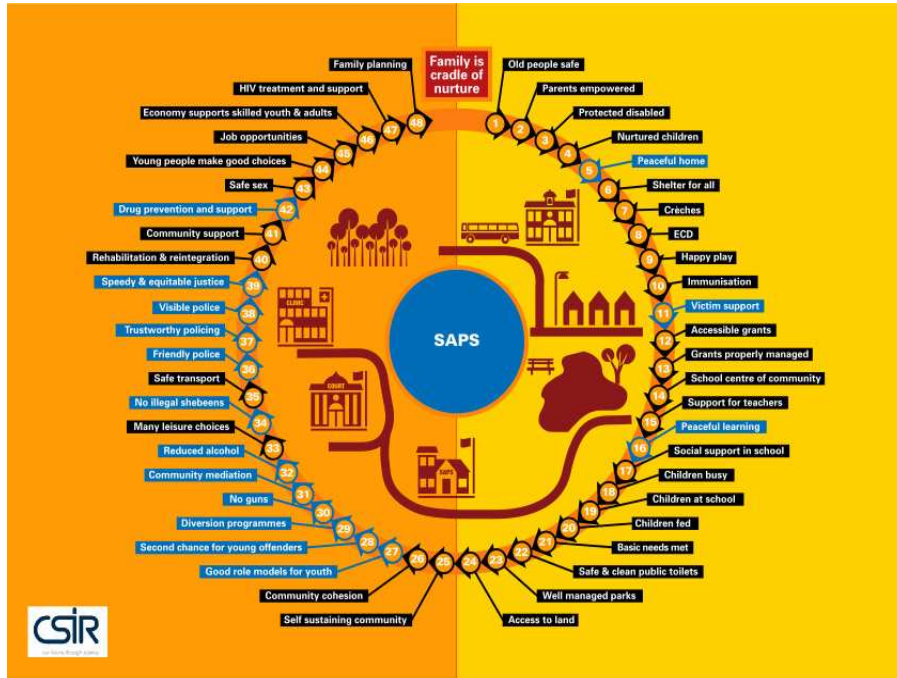 Family is
cradle of
nurture
1
Old people safe
2
Parents empowered
3
Protected disabled
4
Nurtured children
5
Peaceful home
6
Shelter for all
7
Crèches
8
ECD
9
Happy play
10
Immunisation
11
Victim support
12
Accessible grants
13
Grants properly managed
14
School centre of community
15
Support for teachers
16
Peaceful learning
17
Social support in school
18
Children busy
19
Children at school
20
Children fed
21
Basic needs met
22
Safe & clean public toilets
23
Well managed parks
24
Access to land
25
Self sustaining community
26
Community cohesion
27
Good role models for youth
28
Second chance for young offenders
29
Diversion programmes
30
No guns
31
Community mediation
32
Reduced alcohol
33
Many leisure choices
34
No illegal shebeens
35
Safe transport
36
Friendly police
37
Trustworthy policing
38
Visible police
39
Speedy & equitable justice
40
Rehabilitation & reintegration
41
Community support
42
Drug prevention and support
43
Safe sex
44
Young people make good choices
45
Job opportunities
46
Economy supports skilled youth & adults
47
HIV treatment and support
48
Family planning
SAPS
CLINIC
COURT
SAPS
CSIR
our future through science